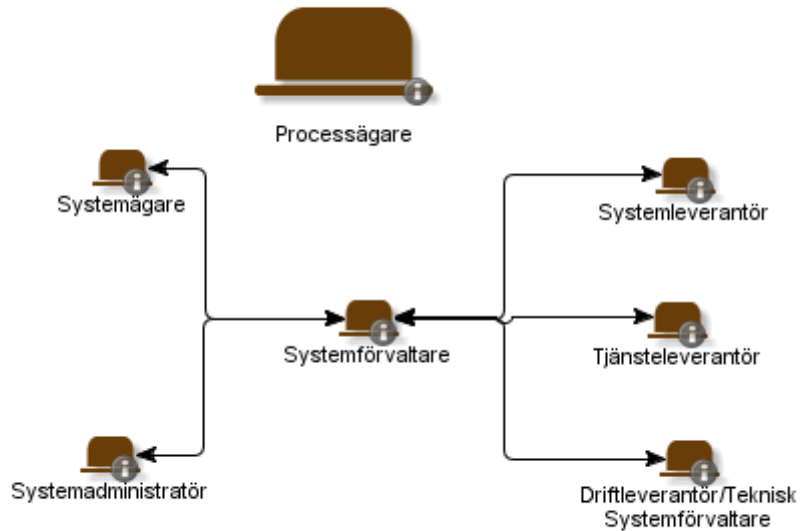 Processägare
Systemägare
Systemleverantör
Systemförvaltare
Tjänsteleverantör
Systemadministratör
Driftleverantör/Teknisk
Systemförvaltare